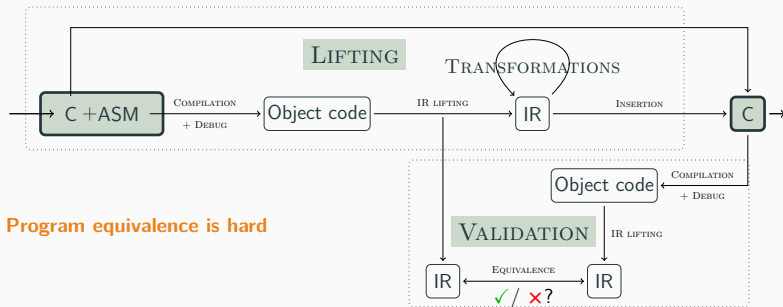 LIFTING
TRANSFORMATIONS
C +ASM
COMPILATION
+ DEBUG
Object code
IR LIFTING
IR
INSERTION
C
Object code
COMPILATION
+ DEBUG
Program equivalence is hard
VALIDATION
IR LIFTING
IR
EQUIVALENCE
✓/ ×?
IR